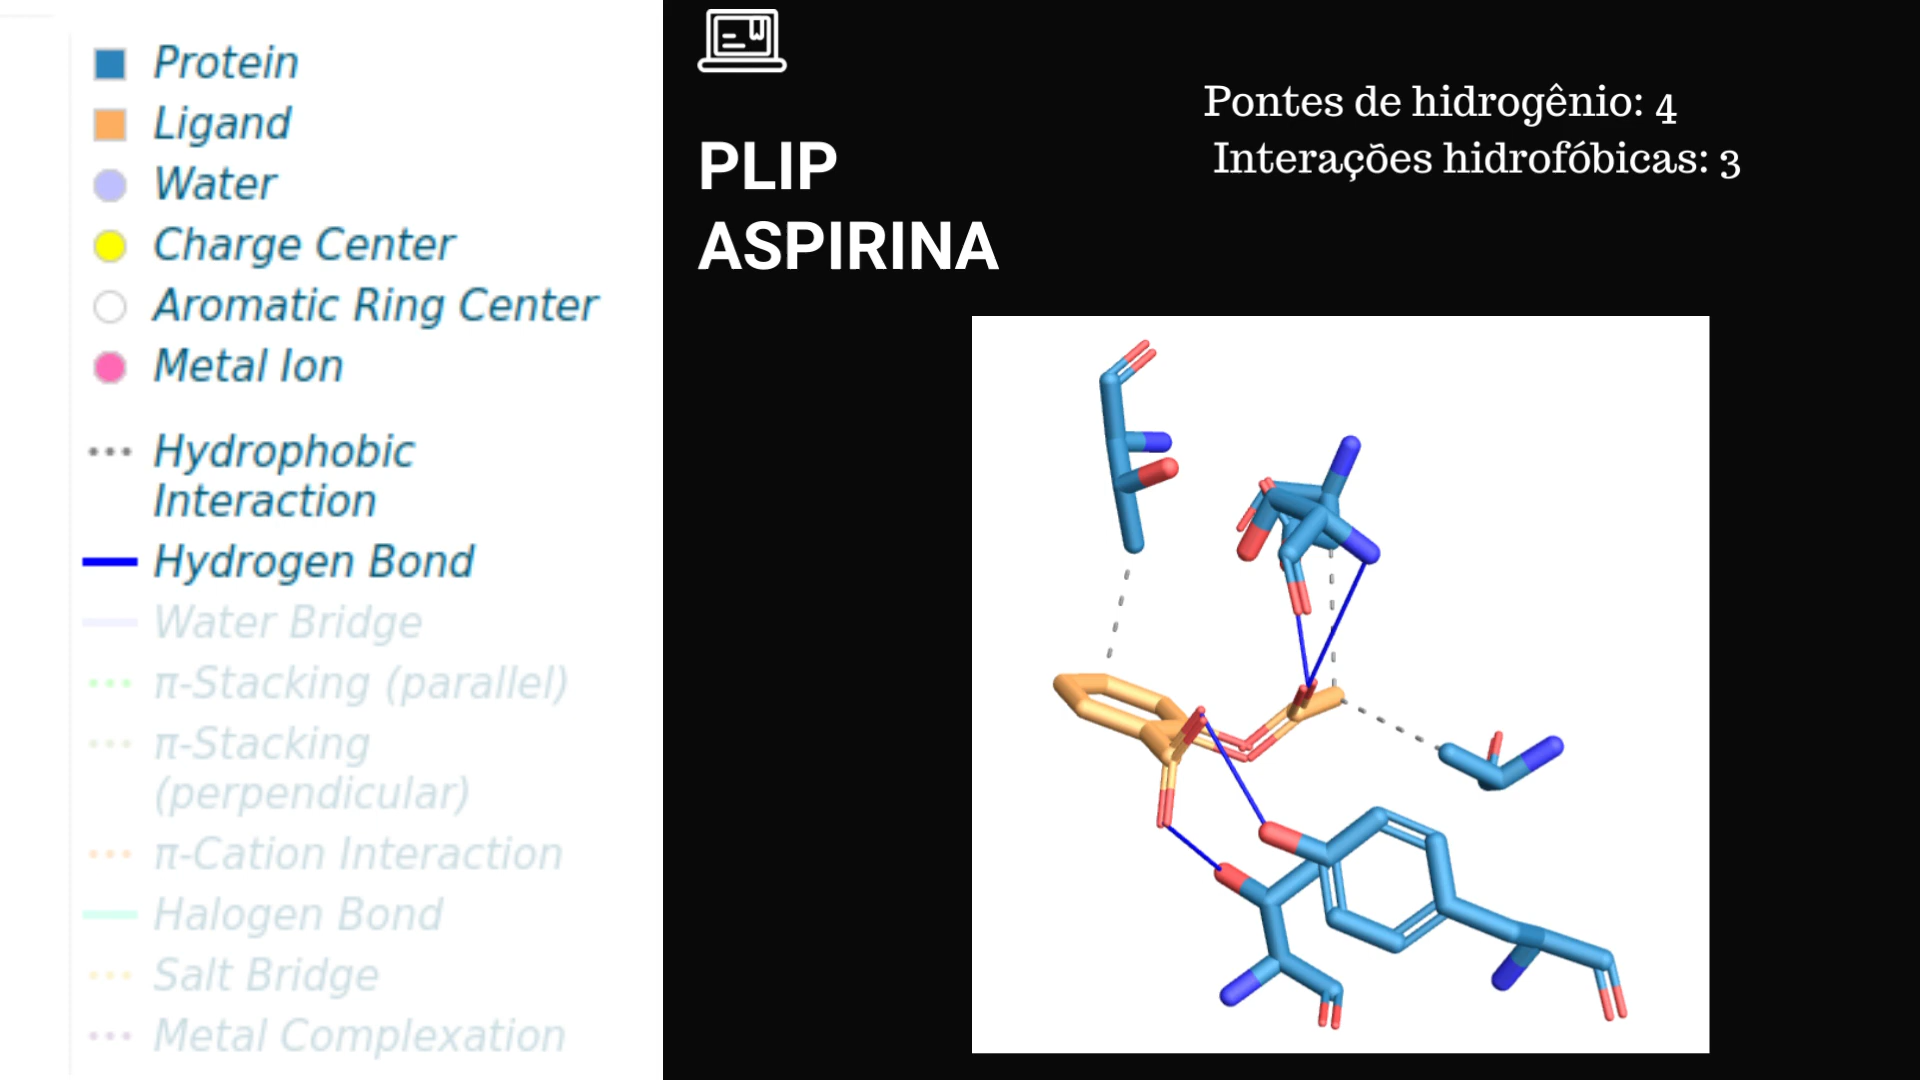 Protein
Ligand
Water
Charge Center
Aromatic Ring Center
Metal Ion
Hydrophobic
Interaction
Hydrogen Bond
Water Bridge
π-Stacking (parallel)
π-Stacking
(perpendicular)
π-Cation Interaction
Halogen Bond
Salt Bridge
Metal Complexation
PLIP
ASPIRINA
Pontes de hidrogênio: 4
Interações hidrofóbicas: 3